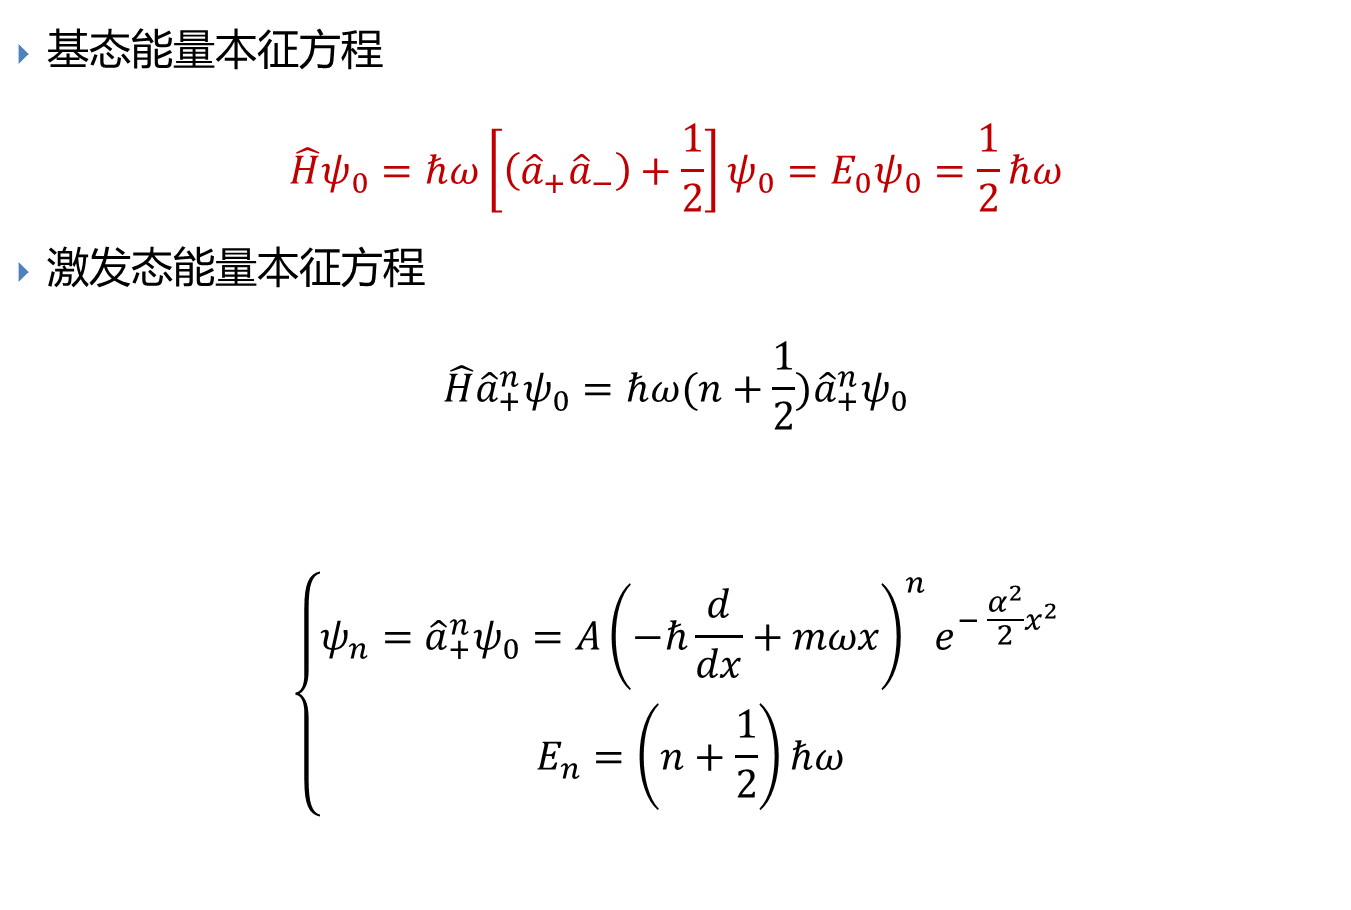 基态能量本征方程
Ĥψ₀ = ħω[(â₊â₋) + 1/2]ψ₀ = E₀ψ₀ = 1/2 ħω
激发态能量本征方程
Ĥâ₊ⁿψ₀ = ħω(n + 1/2)â₊ⁿψ₀
ψₙ = â₊ⁿψ₀ = A(−ħ d/dx + mωx)ⁿ e^(−α²/2 x²)
Eₙ = (n + 1/2)ħω